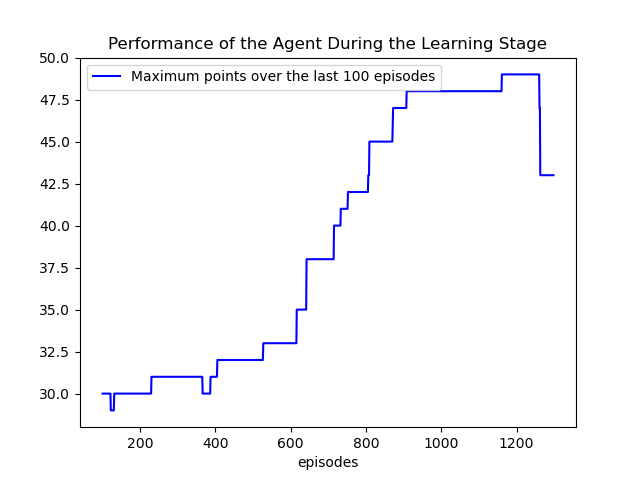 Performance of the Agent During the Learning Stage
50.0
Maximum points over the last 100 episodes
47.5
45.0
42.5
40.0
37.5
35.0
32.5
30.0
200 400 600 800 1000 1200
episodes